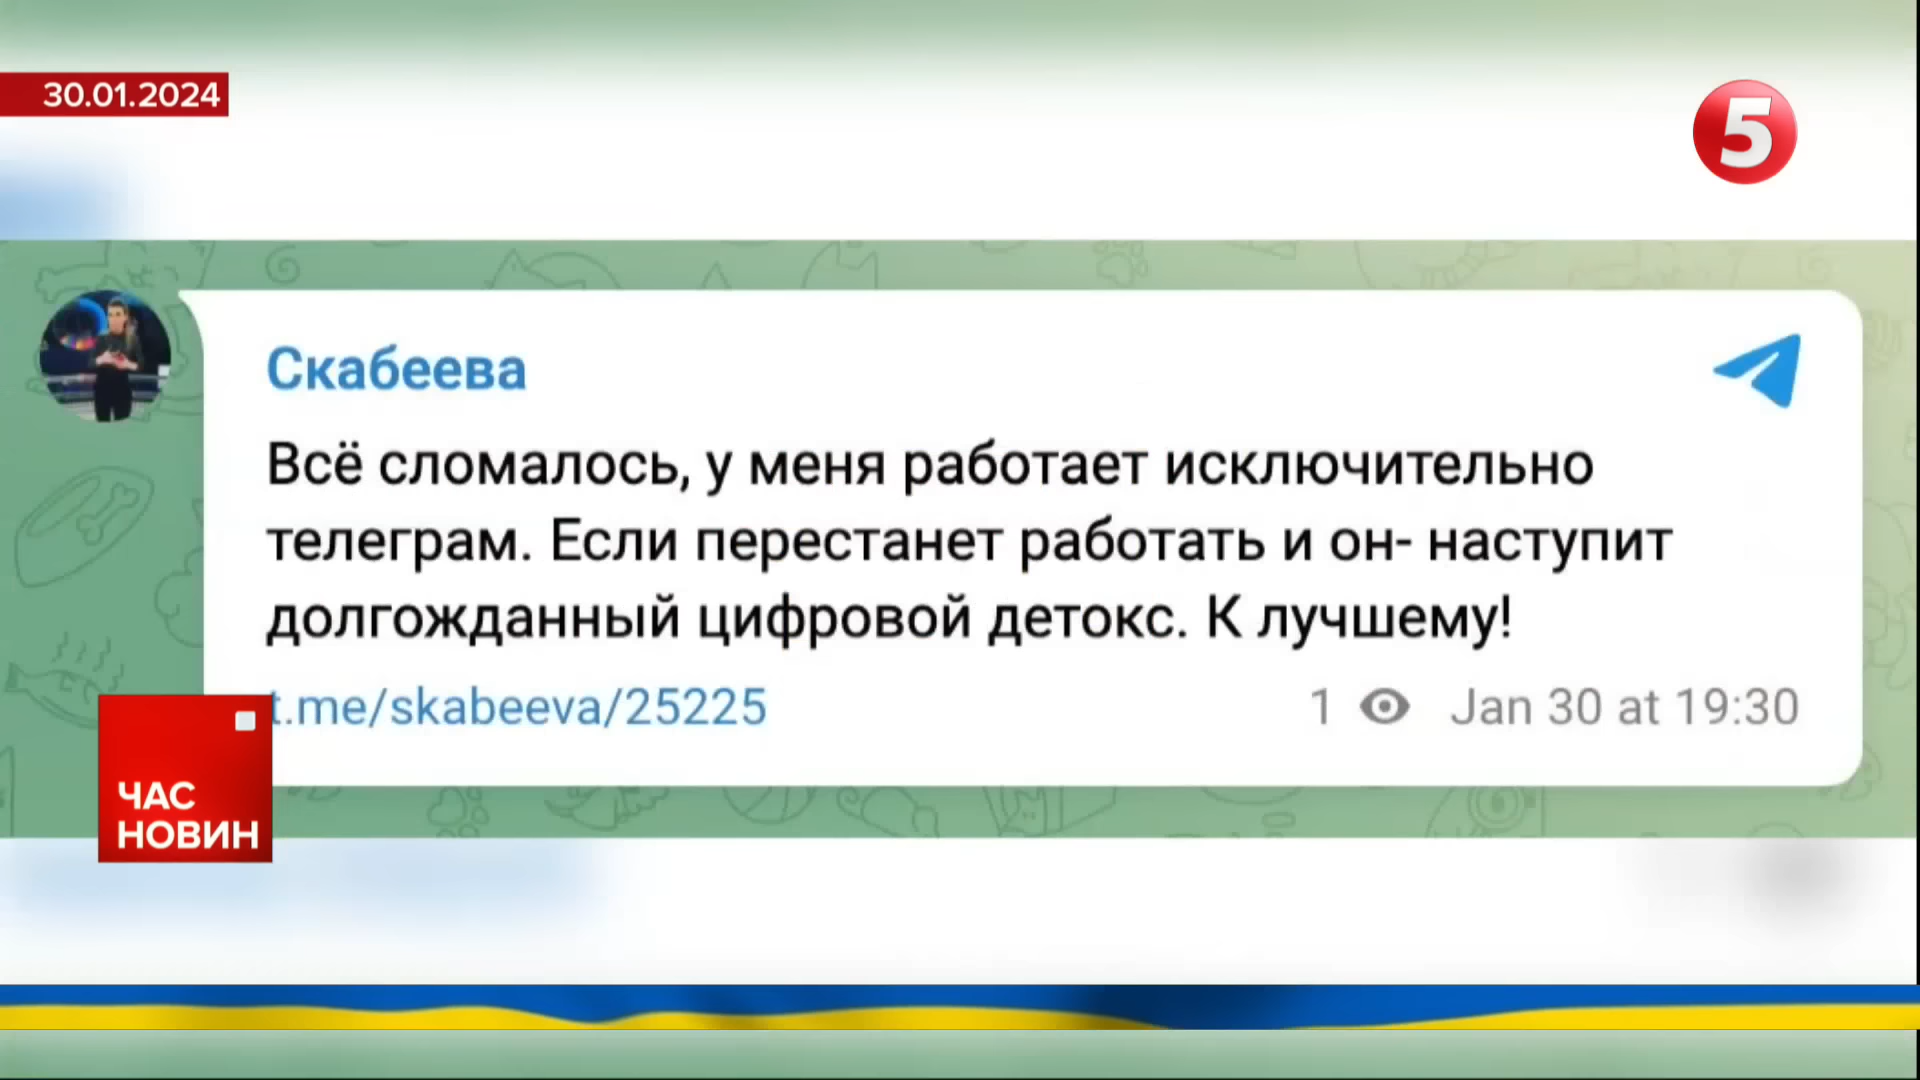 30.01.2024
5
Скабеева
Всё сломалось, у меня работает исключительно
телеграм. Если перестанет работать и он- наступит
долгожданный цифровой детокс. К лучшему!
t.me/skabeeva/25225
1 Jan 30 at 19:30
ЧАС
НОВИН